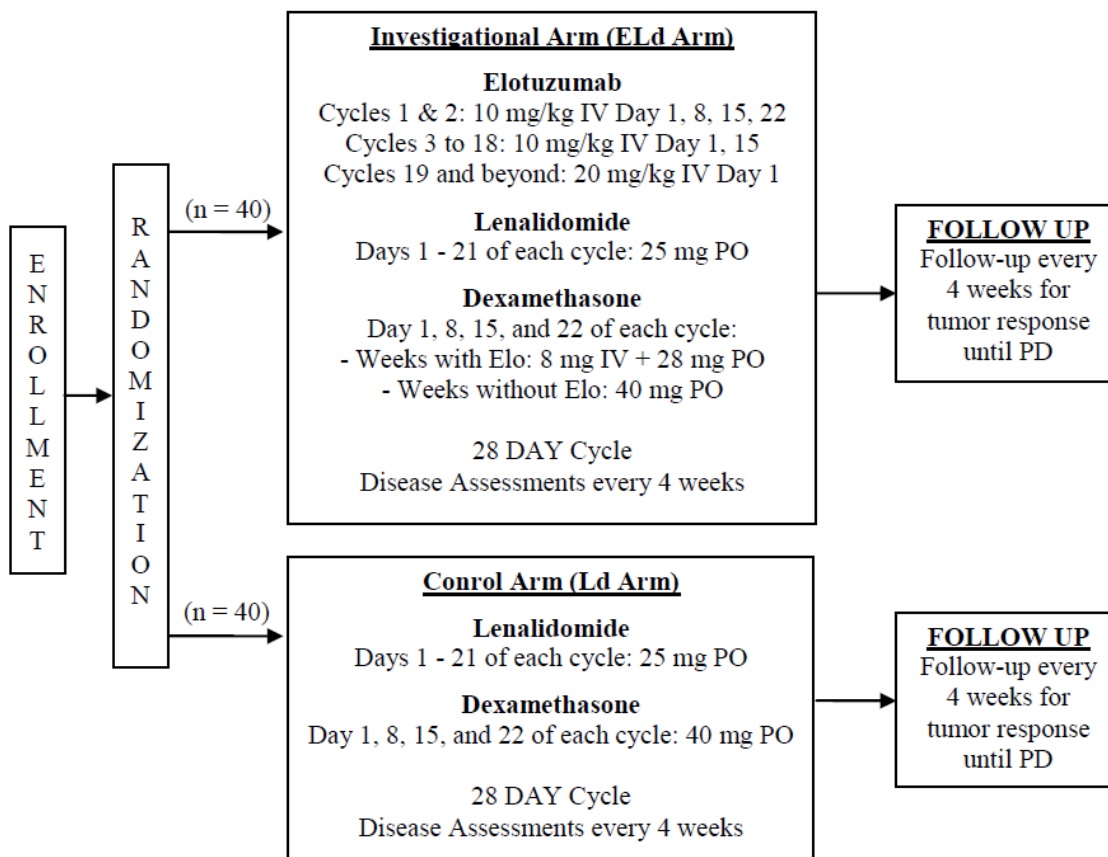 ENROLLMENT
RANDOMIZATION
(n = 40)
Investigational Arm (ELd Arm)
Elotuzumab
Cycles 1 & 2: 10 mg/kg IV Day 1, 8, 15, 22
Cycles 3 to 18: 10 mg/kg IV Day 1, 15
Cycles 19 and beyond: 20 mg/kg IV Day 1
Lenalidomide
Days 1 - 21 of each cycle: 25 mg PO
Dexamethasone
Day 1, 8, 15, and 22 of each cycle:
- Weeks with Elo: 8 mg IV + 28 mg PO
- Weeks without Elo: 40 mg PO
28 DAY Cycle
Disease Assessments every 4 weeks
FOLLOW UP
Follow-up every
4 weeks for
tumor response
until PD
(n = 40)
Conrol Arm (Ld Arm)
Lenalidomide
Days 1 - 21 of each cycle: 25 mg PO
Dexamethasone
Day 1, 8, 15, and 22 of each cycle: 40 mg PO
28 DAY Cycle
Disease Assessments every 4 weeks
FOLLOW UP
Follow-up every
4 weeks for
tumor response
until PD